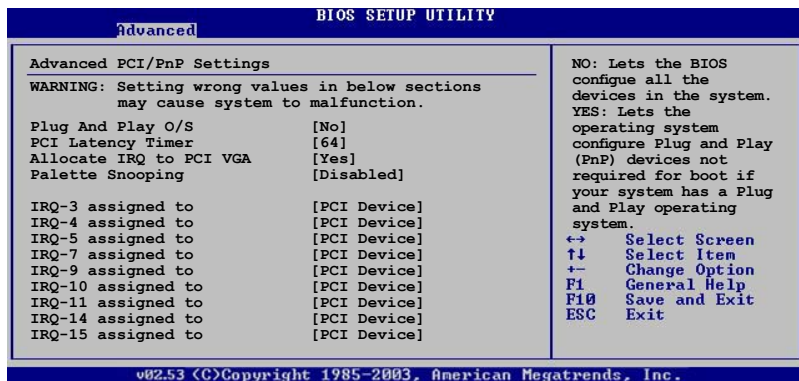 BIOS SETUP UTILITY
Advanced
Advanced PCI/PnP Settings
WARNING: Setting wrong values in below sections
may cause system to malfunction.
Plug And Play O/S [No]
PCI Latency Timer [64]
Allocate IRQ to PCI VGA [Yes]
Palette Snooping [Disabled]
IRQ-3 assigned to [PCI Device]
IRQ-4 assigned to [PCI Device]
IRQ-5 assigned to [PCI Device]
IRQ-7 assigned to [PCI Device]
IRQ-9 assigned to [PCI Device]
IRQ-10 assigned to [PCI Device]
IRQ-11 assigned to [PCI Device]
IRQ-14 assigned to [PCI Device]
IRQ-15 assigned to [PCI Device]
NO: Lets the BIOS
configue all the
devices in the system.
YES: Lets the
operating system
configure Plug and Play
(PnP) devices not
required for boot if
your system has a Plug
and Play operating
system.
←→ Select Screen
↑↓ Select Item
+- Change Option
F1 General Help
F10 Save and Exit
ESC Exit
v02.53 (C)Copyright 1985-2003, American Megatrends, Inc.